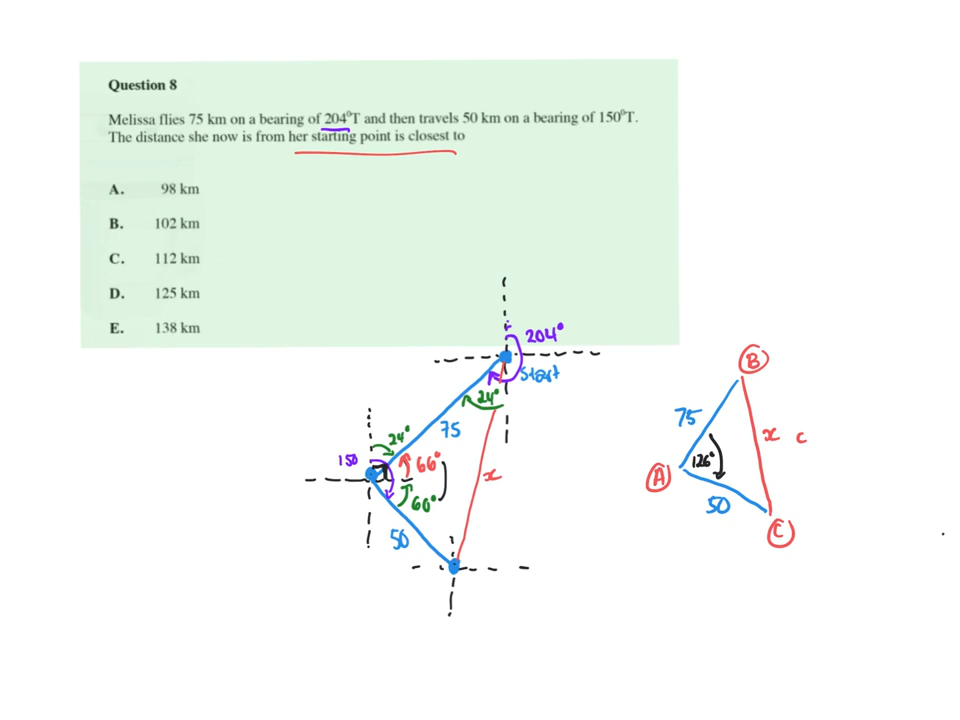 Question 8
Melissa flies 75 km on a bearing of 204⁰T and then travels 50 km on a bearing of 150⁰T.
The distance she now is from her starting point is closest to
A. 98 km
B. 102 km
C. 112 km
D. 125 km
E. 138 km
204°
Start
24°
75
24°
150
66°
60°
x
50
B
75
x c
126°
A
50
C